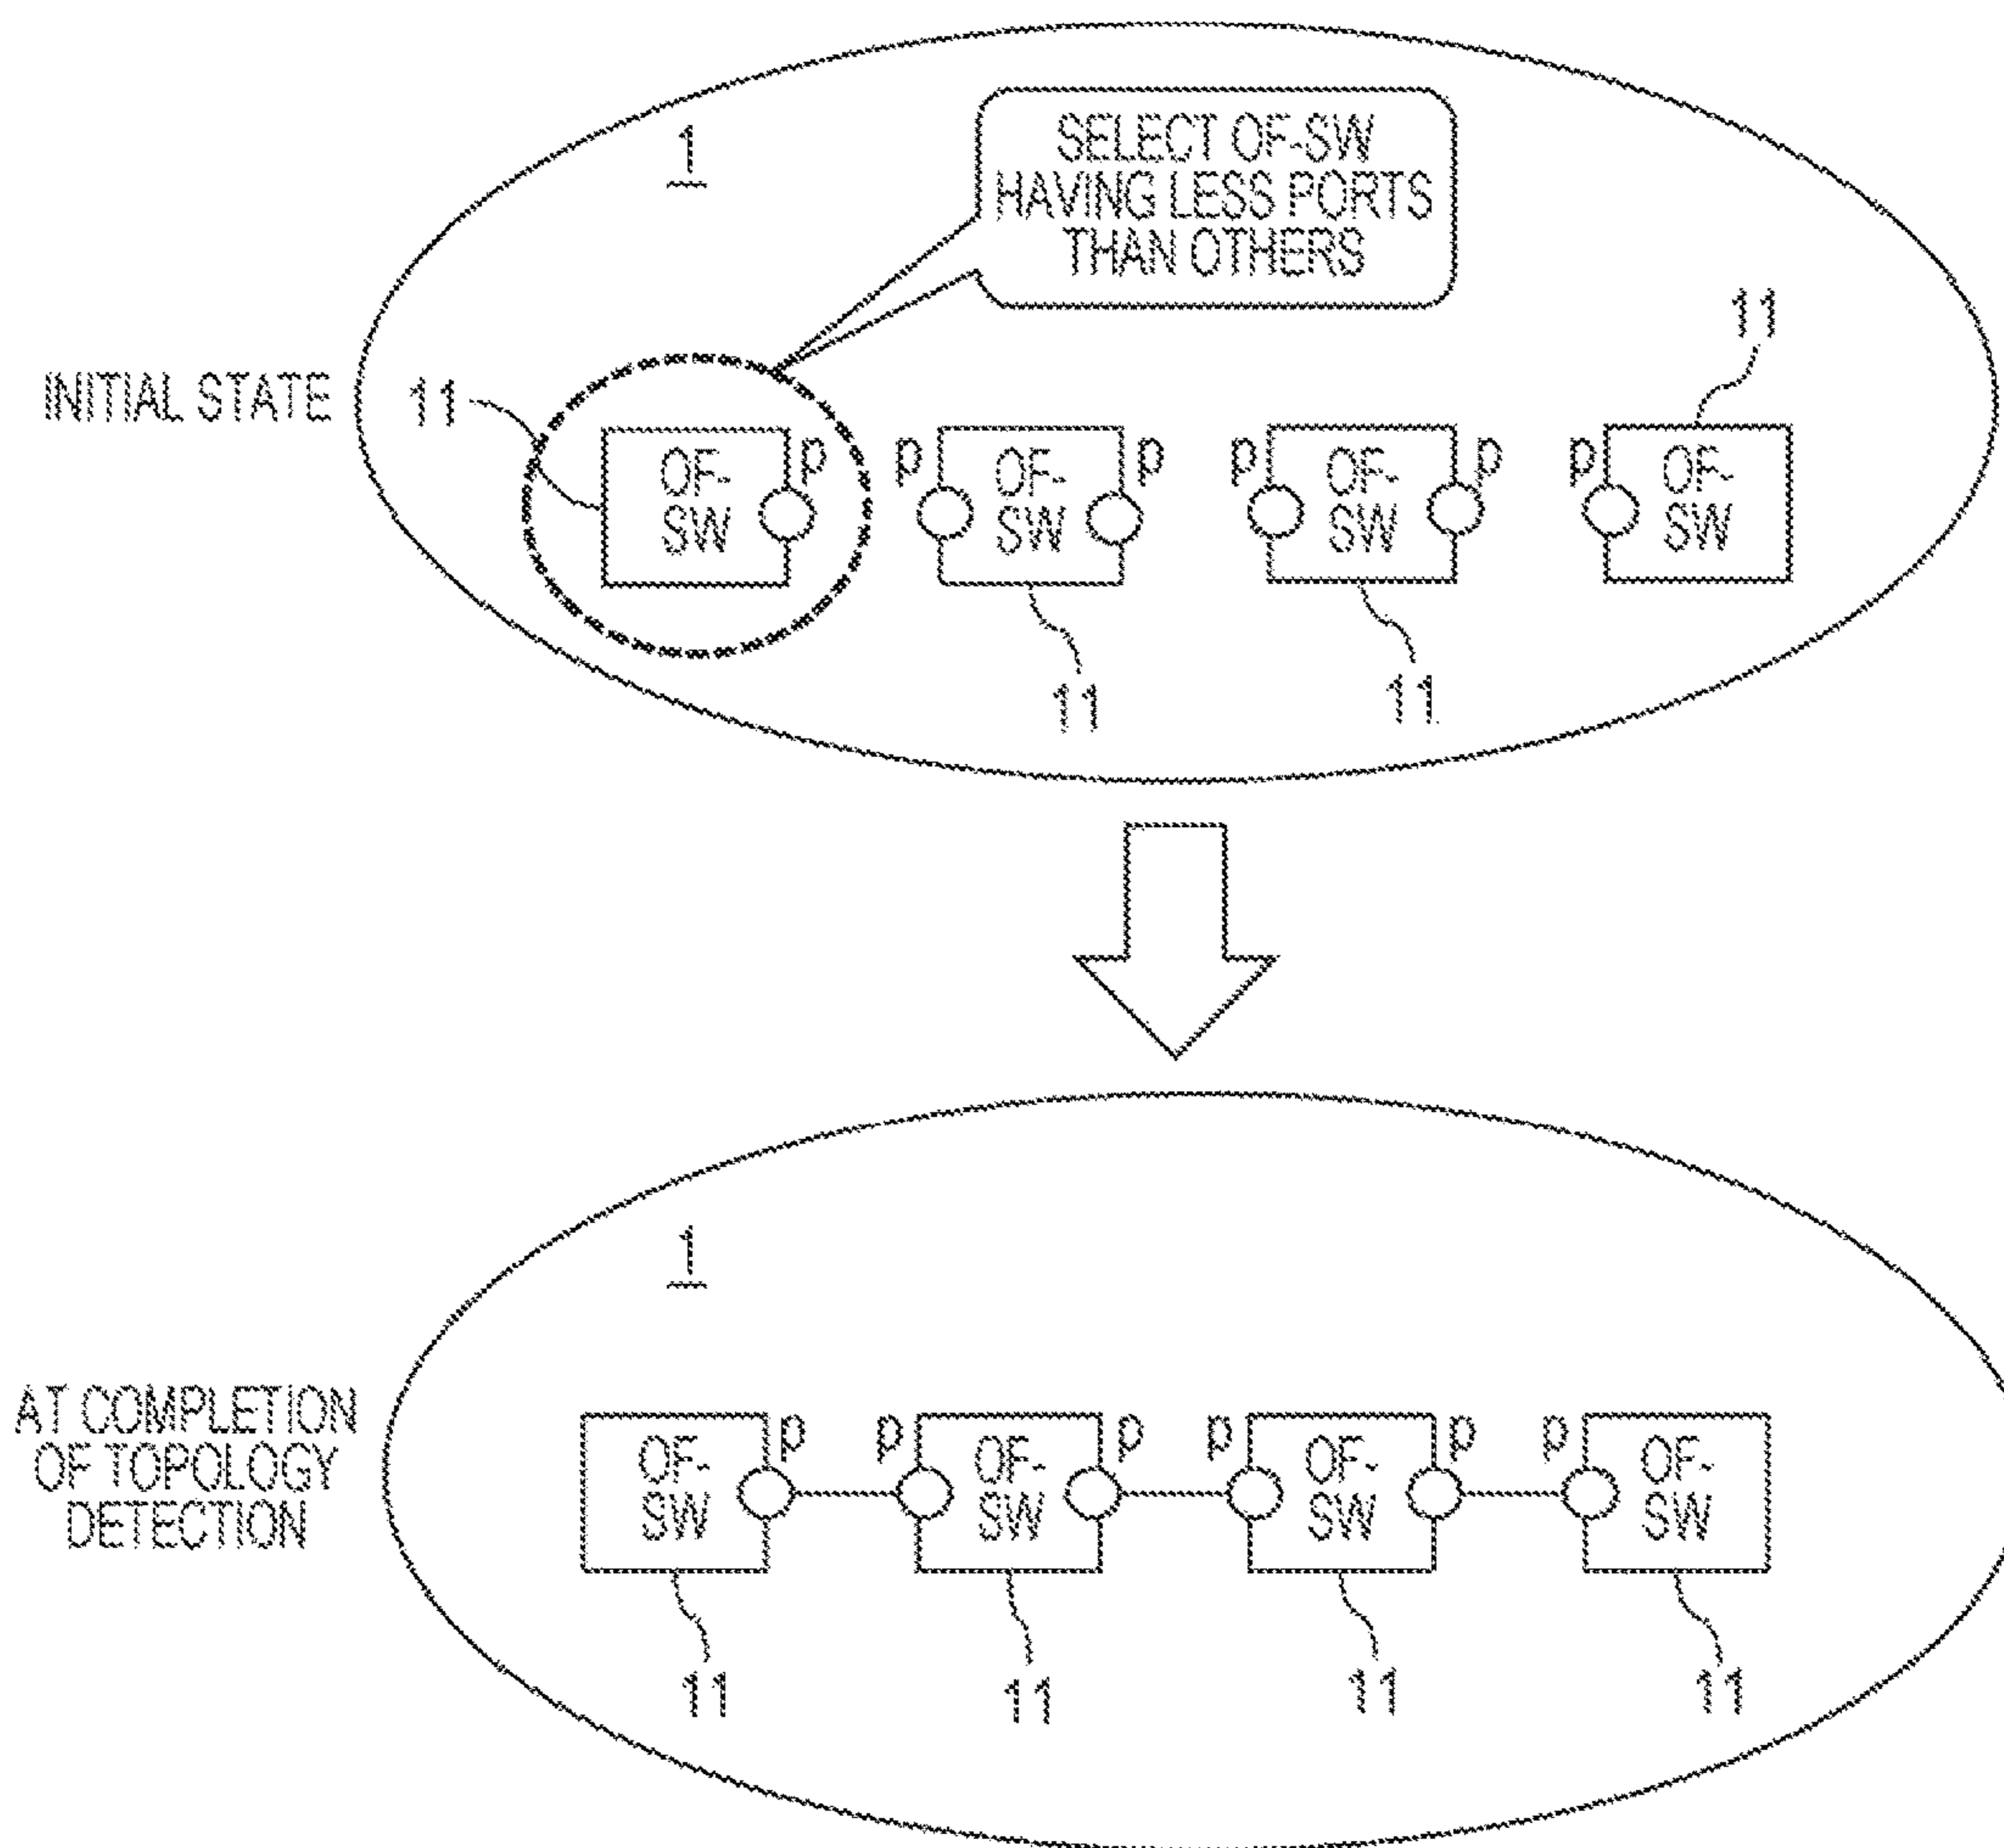 1
SELECT OF-SW
HAVING LESS PORTS
THAN OTHERS
11
INITIAL STATE
11
OF-
SW
p
p
OF-
SW
p
p
OF-
SW
p
p
OF-
SW
11
11
1
AT COMPLETION
OF TOPOLOGY
DETECTION
OF-
SW
p
p
OF-
SW
p
p
OF-
SW
p
p
OF-
SW
11
11
11
11